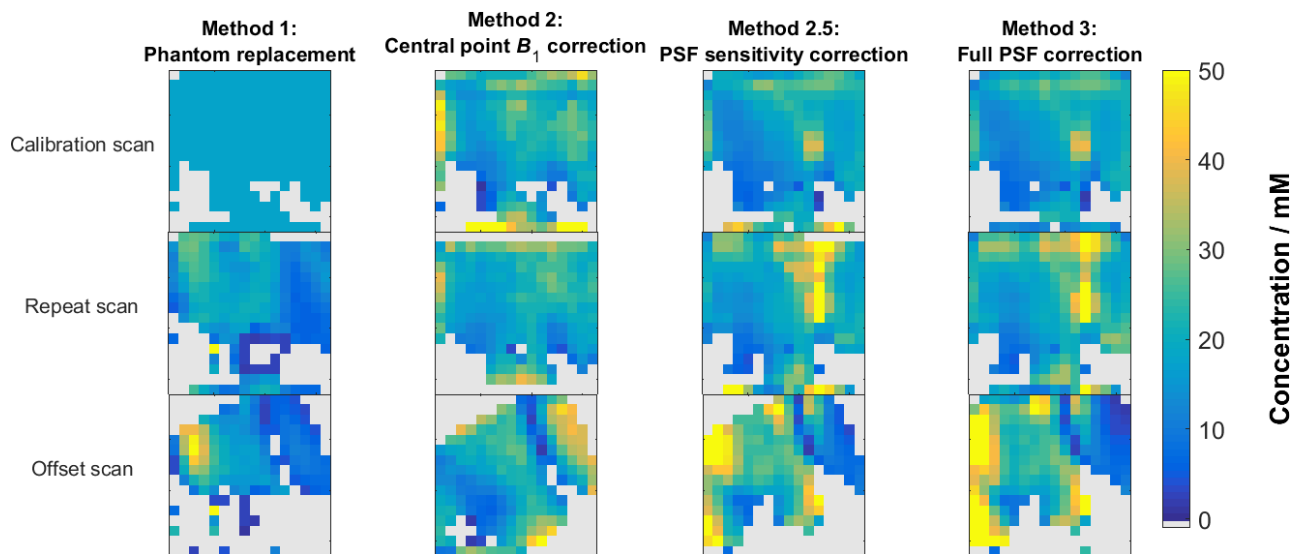 Method 1:
Phantom replacement
Method 2:
Central point B1 correction
Method 2.5:
PSF sensitivity correction
Method 3:
Full PSF correction
Calibration scan
Repeat scan
Offset scan
50
40
30
20
10
0
Concentration / mM